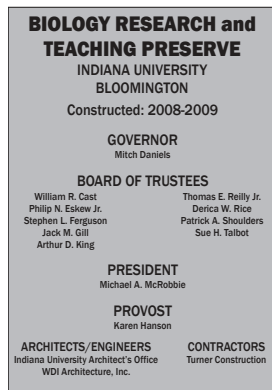 BIOLOGY RESEARCH and
TEACHING PRESERVE
INDIANA UNIVERSITY
BLOOMINGTON
Constructed: 2008-2009
GOVERNOR
Mitch Daniels
BOARD OF TRUSTEES
William R. Cast
Philip N. Eskew Jr.
Stephen L. Ferguson
Jack M. Gill
Arthur D. King
Thomas E. Reilly Jr.
Derica W. Rice
Patrick A. Shoulders
Sue H. Talbot
PRESIDENT
Michael A. McRobbie
PROVOST
Karen Hanson
ARCHITECTS/ENGINEERS
Indiana University Architect's Office
WDI Architecture, Inc.
CONTRACTORS
Turner Construction